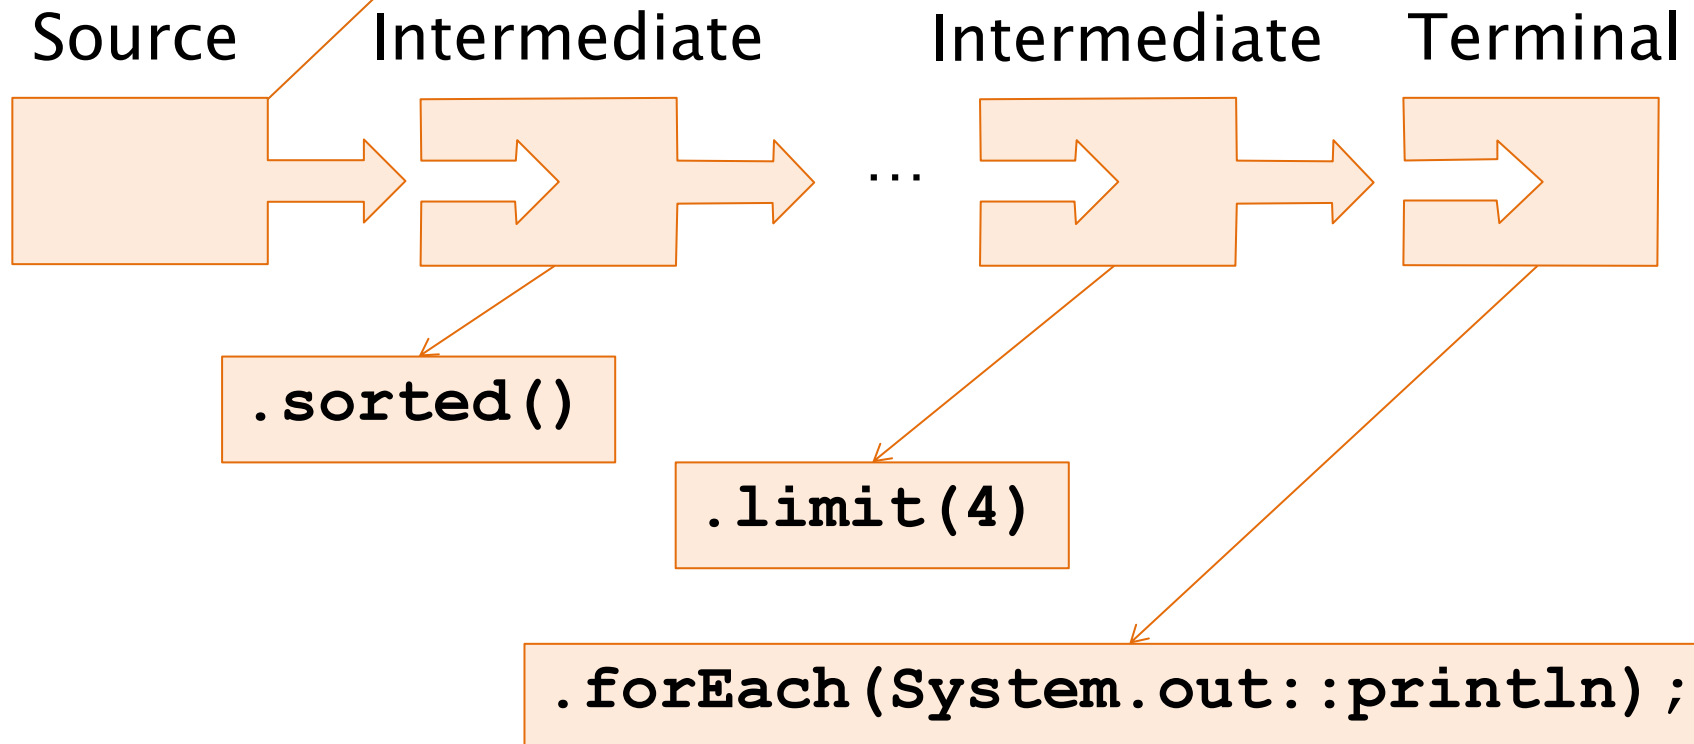 Source Intermediate Intermediate Terminal
...
.sorted()
.limit(4)
.forEach(System.out::println);